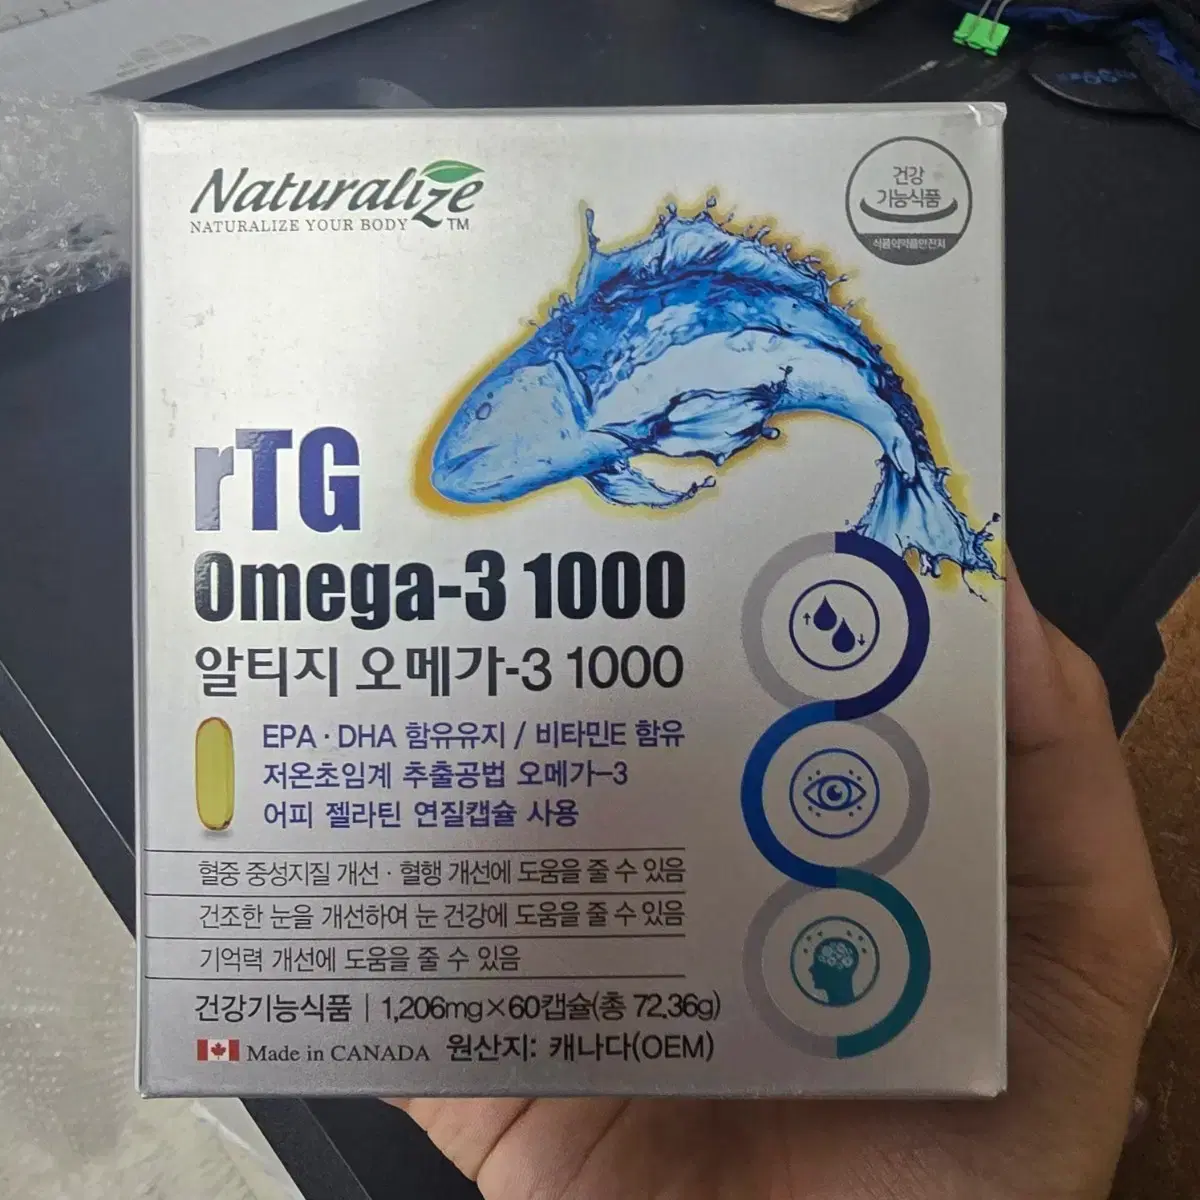 Naturalize
NATURALIZE YOUR BODY TM
건강
기능식품
식품의약품안전처
rTG
Omega-3 1000
알티지 오메가-3 1000
EPA · DHA 함유유지 / 비타민E 함유
저온초임계 추출공법 오메가-3
어피 젤라틴 연질캡슐 사용
혈중 중성지질 개선 · 혈행 개선에 도움을 줄 수 있음
건조한 눈을 개선하여 눈 건강에 도움을 줄 수 있음
기억력 개선에 도움을 줄 수 있음
건강기능식품 | 1,206mg×60캡슐(총 72.36g)
Made in CANADA 원산지: 캐나다(OEM)